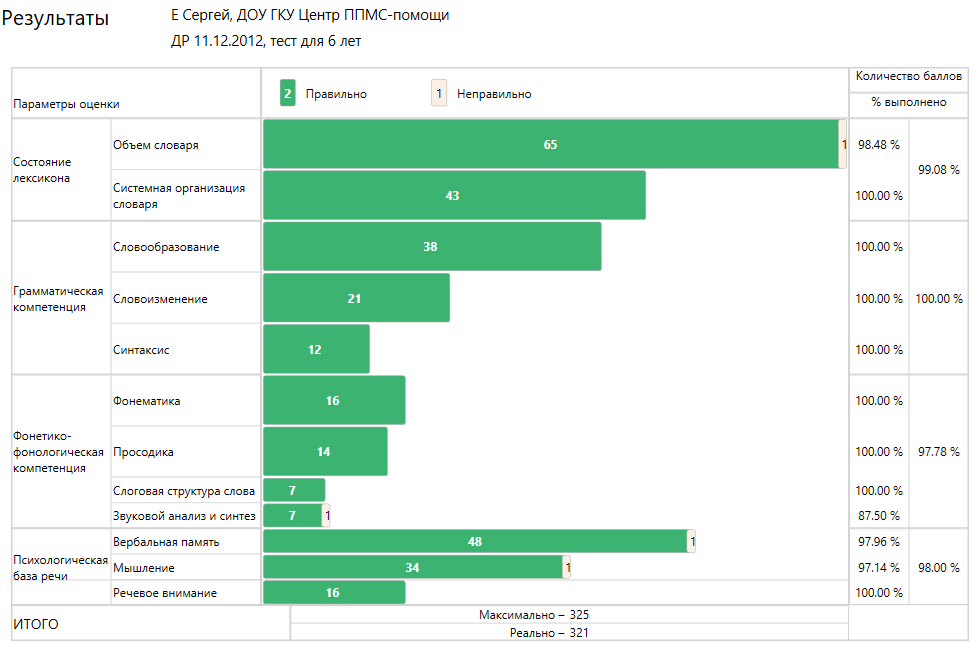 Результаты
Е Сергей, ДОУ ГКУ Центр ППМС-помощи
ДР 11.12.2012, тест для 6 лет
Параметры оценки
2 Правильно 1 Неправильно
Количество баллов
% выполнено
Состояние
лексикона
Объем словаря
65 1
98.48 %
99.08 %
Системная организация
словаря
43
100.00 %
Грамматическая
компетенция
Словообразование
38
100.00 %
Словоизменение
21
100.00 %
100.00 %
Синтаксис
12
100.00 %
Фонетико-
фонологическая
компетенция
Фонематика
16
100.00 %
Просодика
14
100.00 %
97.78 %
Слоговая структура слова
7
100.00 %
Звуковой анализ и синтез
7 1
87.50 %
Психологическая
база речи
Вербальная память
48 1
97.96 %
Мышление
34 1
97.14 %
98.00 %
Речевое внимание
16
100.00 %
ИТОГО
Максимально – 325
Реально – 321